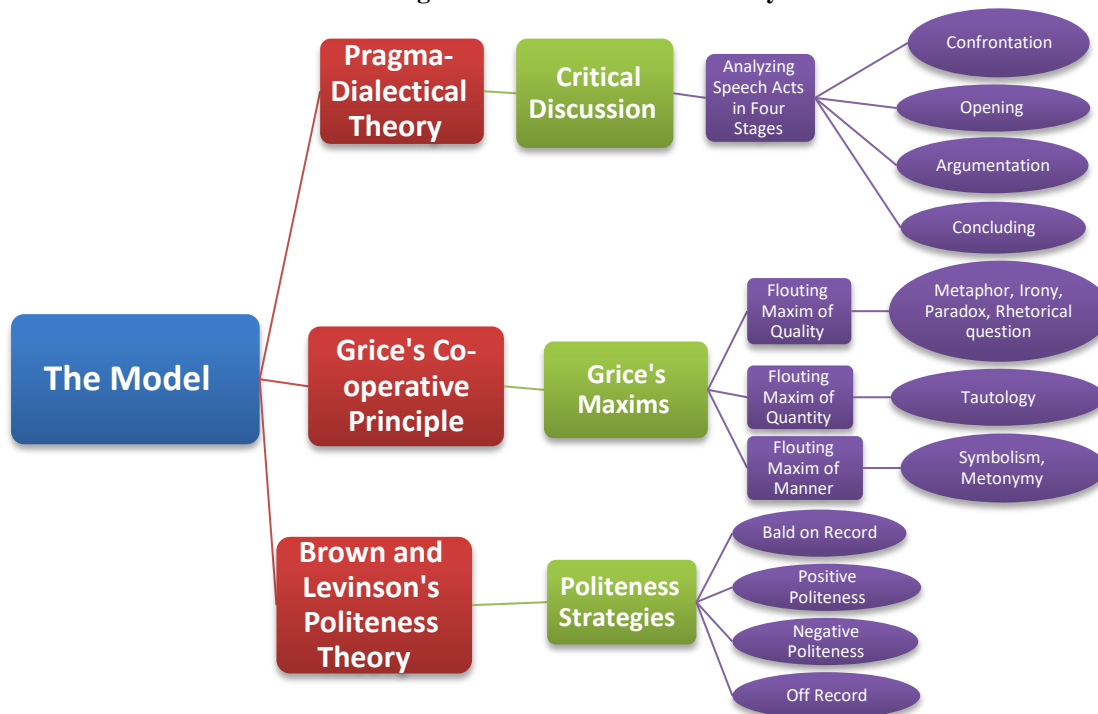 Pragma-
Dialectical
Theory
Critical
Discussion
Analyzing
Speech Acts
in Four
Stages
Confrontation
Opening
Argumentation
Concluding
The Model
Grice's Co-
operative
Principle
Grice's
Maxims
Flouting
Maxim of
Quality
Metaphor, Irony,
Paradox, Rhetorical
question
Flouting
Maxim of
Quantity
Tautology
Flouting
Maxim of
Manner
Symbolism,
Metonymy
Brown and
Levinson's
Politeness
Theory
Politeness
Strategies
Bald on Record
Positive
Politeness
Negative
Politeness
Off Record